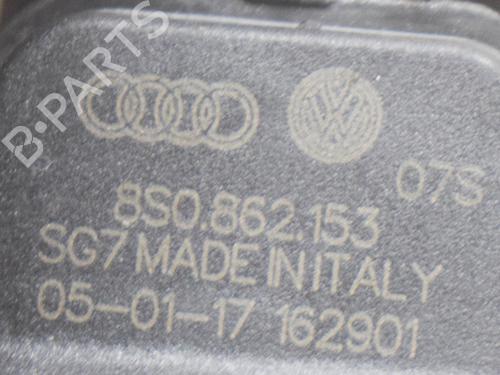 B-PARTS
07S
8S0.862.153
SG7 MADE IN ITALY
05-01-17 162901